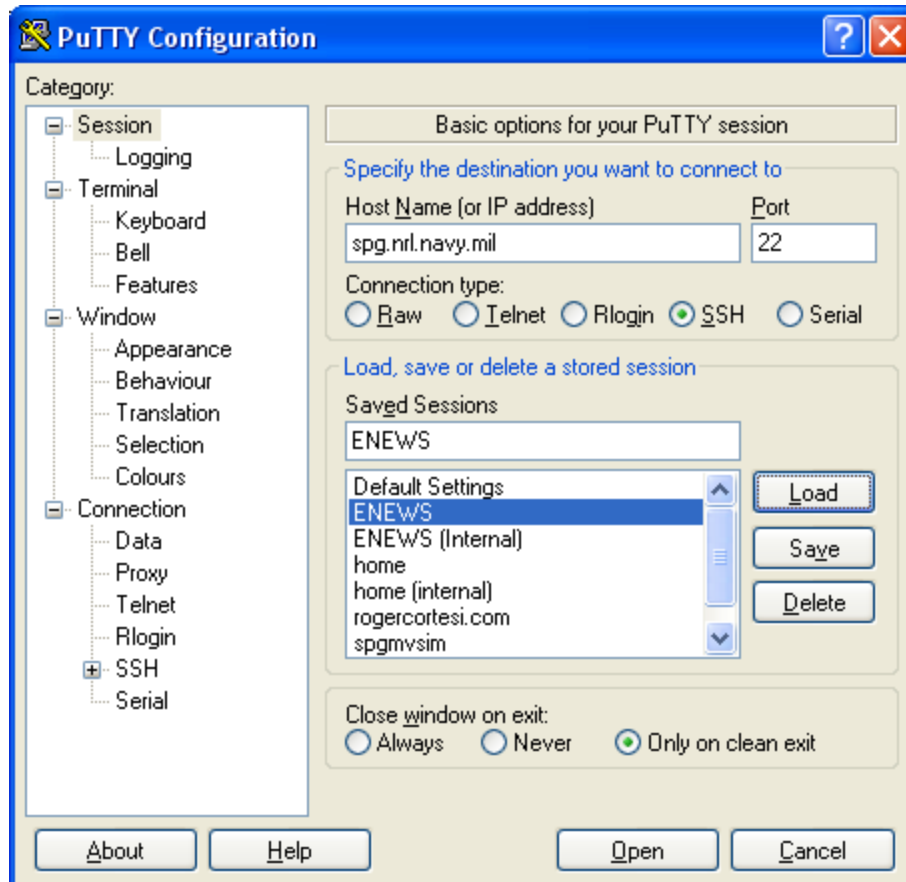 PuTTY Configuration
Category:
Session
Logging
Terminal
Keyboard
Bell
Features
Window
Appearance
Behaviour
Translation
Selection
Colours
Connection
Data
Proxy
Telnet
Rlogin
SSH
Serial
Basic options for your PuTTY session
Specify the destination you want to connect to
Host Name (or IP address) Port
spg.nrl.navy.mil 22
Connection type:
Raw Telnet Rlogin SSH Serial
Load, save or delete a stored session
Saved Sessions
ENEWS
Default Settings
ENEWS
ENEWS (Internal)
home
home (internal)
rogercortesi.com
spgmvsim
Load
Save
Delete
Close window on exit:
Always Never Only on clean exit
About Help Open Cancel